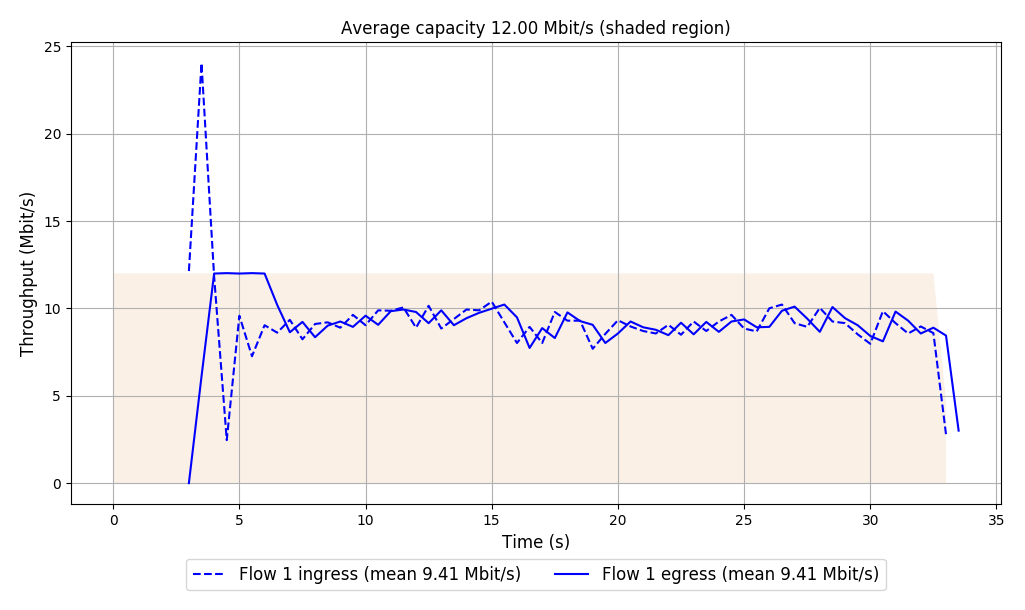 Average capacity 12.00 Mbit/s (shaded region)
25
20
15
10
5
0
Throughput (Mbit/s)
0 5 10 15 20 25 30 35
Time (s)
Flow 1 ingress (mean 9.41 Mbit/s) Flow 1 egress (mean 9.41 Mbit/s)